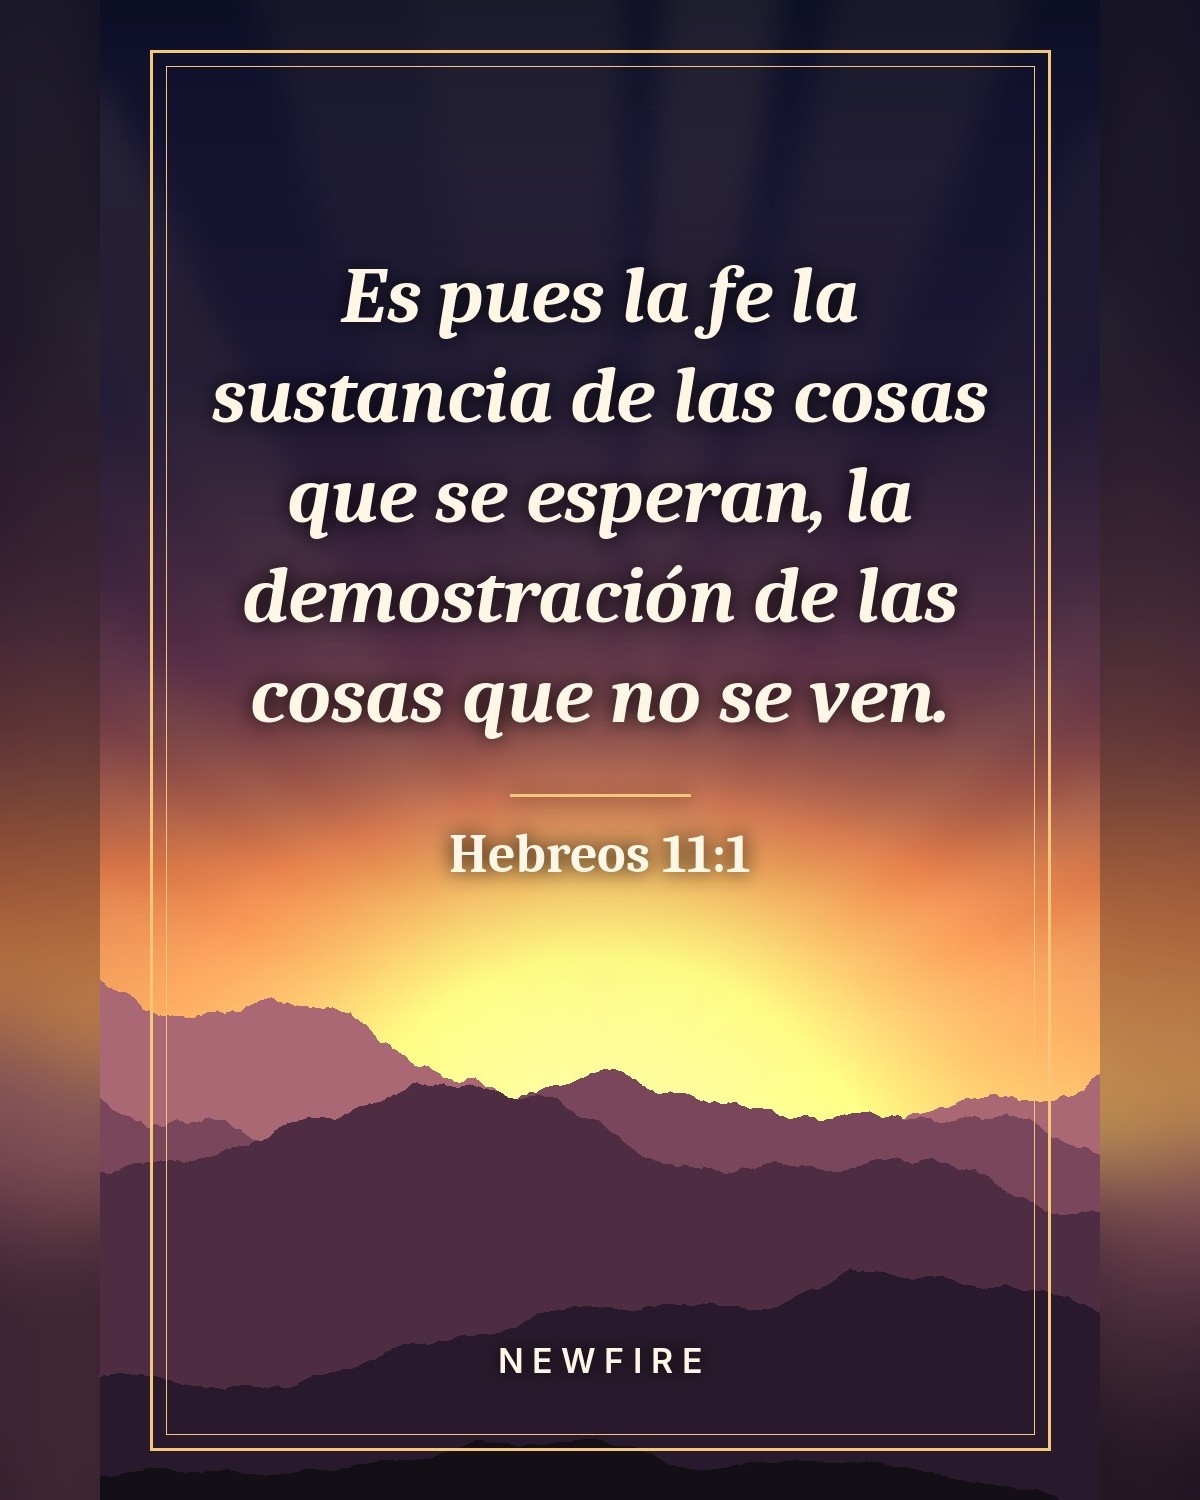 Es pues la fe la
sustancia de las cosas
que se esperan, la
demostración de las
cosas que no se ven.
Hebreos 11:1
NEWFIRE